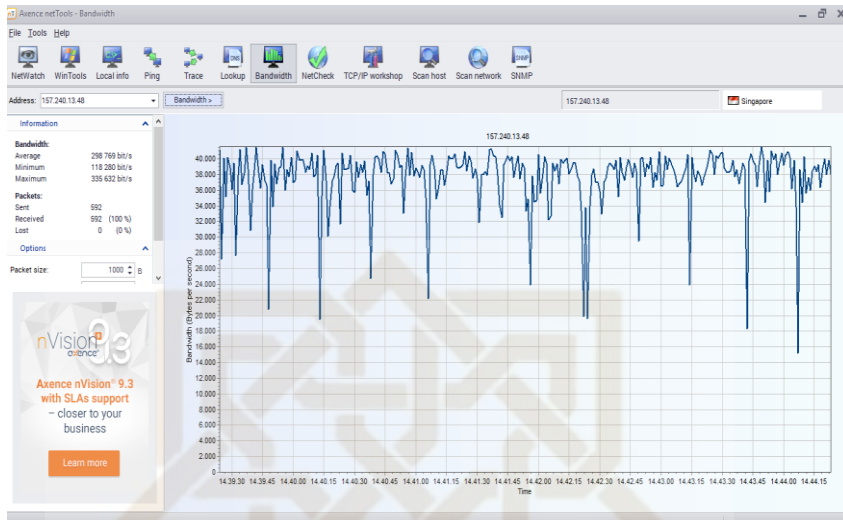 Axence netTools - Bandwidth
File Tools Help
NetWatch WinTools Local info Ping Trace Lookup Bandwidth NetCheck TCP/IP workshop Scan host Scan network SNMP
Address: 157.240.13.48 Bandwidth > 157.240.13.48 Singapore
Information
Bandwidth:
Average 298 769 bit/s
Minimum 118 280 bit/s
Maximum 335 632 bit/s
Packets:
Sent 592
Received 592 (100 %)
Lost 0 (0 %)
Options
Packet size: 1000 B
nVision 9.3
axence
Axence nVision® 9.3
with SLAs support
– closer to your
business
Learn more
157.240.13.48
Bandwidth (Bytes per second)
40.000
38.000
36.000
34.000
32.000
30.000
28.000
26.000
24.000
22.000
20.000
18.000
16.000
14.000
12.000
10.000
8.000
6.000
4.000
2.000
0
14.39.30 14.39.45 14.40.00 14.40.15 14.40.30 14.40.45 14.41.00 14.41.15 14.41.30 14.41.45 14.42.00 14.42.15 14.42.30 14.42.45 14.43.00 14.43.15 14.43.30 14.43.45 14.44.00 14.44.15
Time